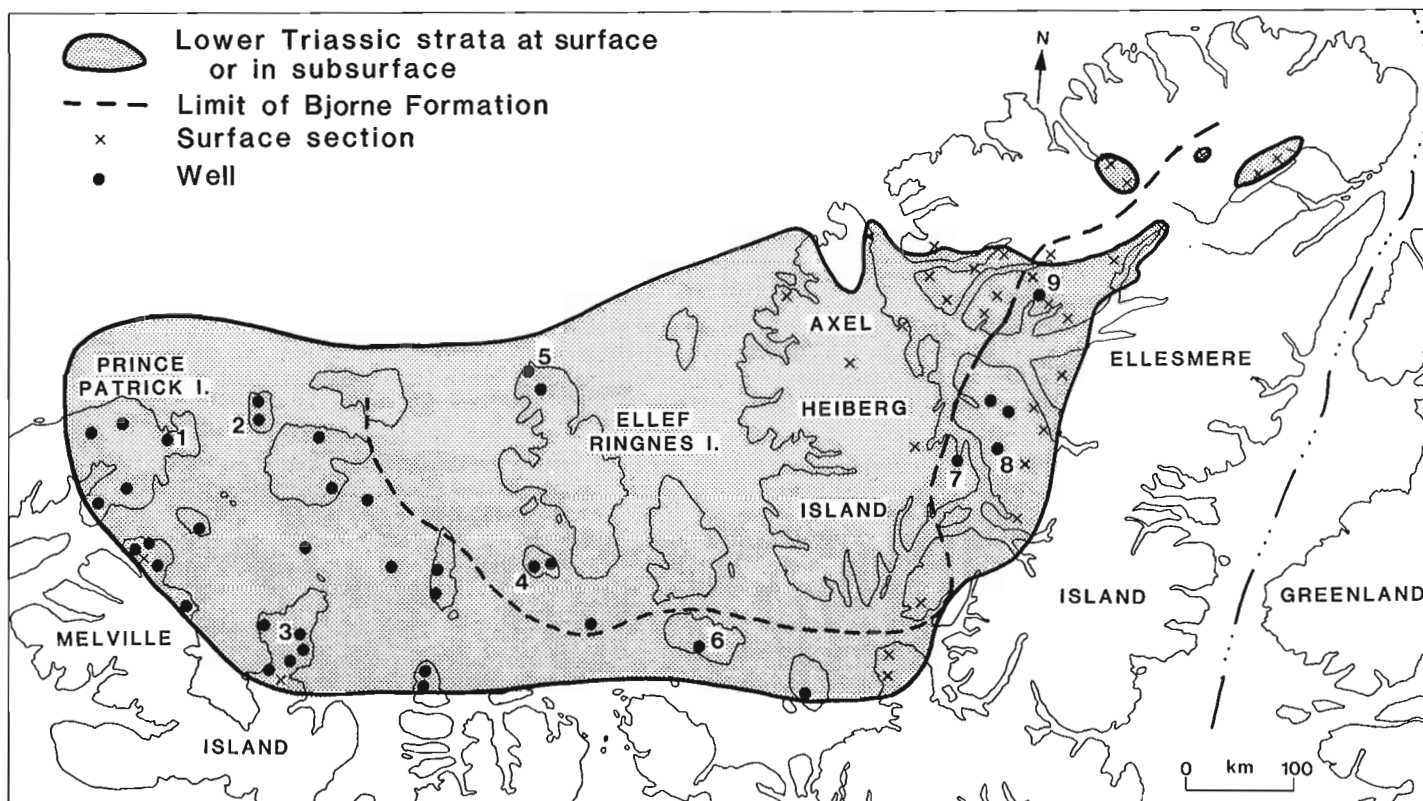 Lower Triassic strata at surface
or in subsurface
Limit of Bjorne Formation
Surface section
Well
N
9
AXEL
ELLESMERE
PRINCE
PATRICK I.
5
2
1
HEIBERG
ELLEF
RINGNES I.
8
7
ISLAND
4
ISLAND
GREENLAND
3
MELVILLE
6
ISLAND
0 km 100